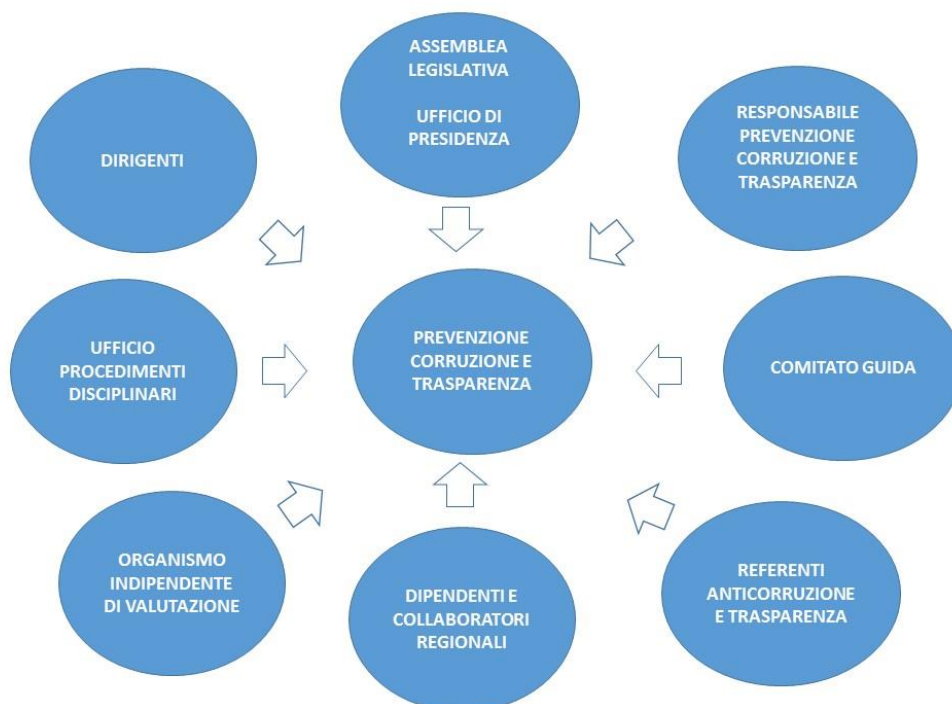 ASSEMBLEA
LEGISLATIVA
UFFICIO DI
PRESIDENZA
DIRIGENTI
RESPONSABILE
PREVENZIONE
CORRUZIONE E
TRASPARENZA
UFFICIO
PROCEDIMENTI
DISCIPLINARI
PREVENZIONE
CORRUZIONE E
TRASPARENZA
COMITATO GUIDA
ORGANISMO
INDIPENDENTE
DI VALUTAZIONE
DIPENDENTI E
COLLABORATORI
REGIONALI
REFERENTI
ANTICORRUZIONE
E TRASPARENZA